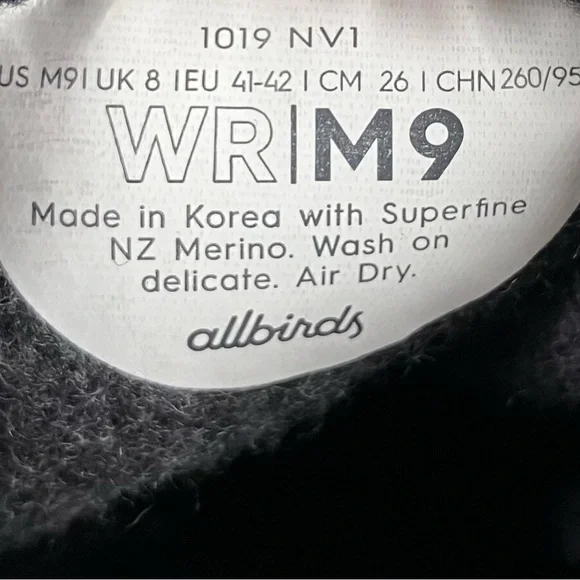 1019 NV1
US M9 | UK 8 | EU 41-42 | CM 26 | CHN 260/95
WR|M9
Made in Korea with Superfine
NZ Merino. Wash on
delicate. Air Dry.
allbirds